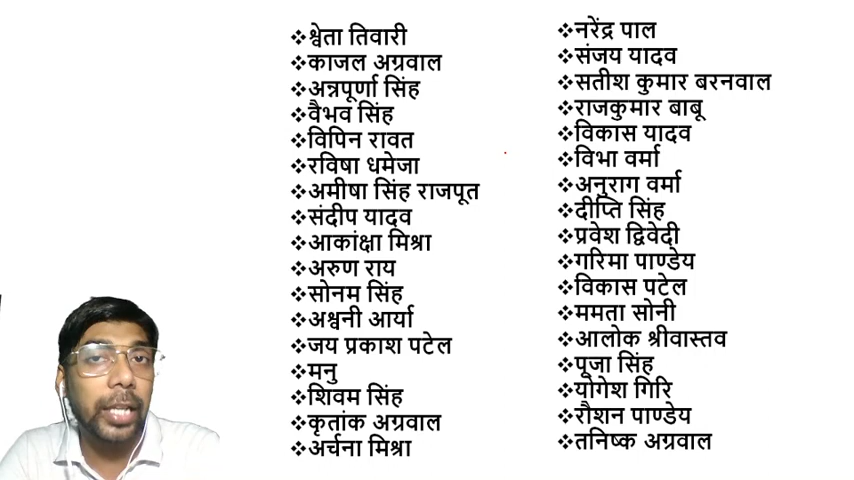 ❖श्वेता तिवारी
❖काजल अग्रवाल
❖अन्नपूर्णा सिंह
❖वैभव सिंह
❖विपिन रावत
❖रविषा धमेजा
❖अमीषा सिंह राजपूत
❖संदीप यादव
❖आकांक्षा मिश्रा
❖अरुण राय
❖सोनम सिंह
❖अश्वनी आर्या
❖जय प्रकाश पटेल
❖मनु
❖शिवम सिंह
❖कृतांक अग्रवाल
❖अर्चना मिश्रा
❖नरेंद्र पाल
❖संजय यादव
❖सतीश कुमार बरनवाल
❖राजकुमार बाबू
❖विकास यादव
❖विभा वर्मा
❖अनुराग वर्मा
❖दीप्ति सिंह
❖प्रवेश द्विवेदी
❖गरिमा पाण्डेय
❖विकास पटेल
❖ममता सोनी
❖आलोक श्रीवास्तव
❖पूजा सिंह
❖योगेश गिरि
❖रौशन पाण्डेय
❖तनिष्क अग्रवाल